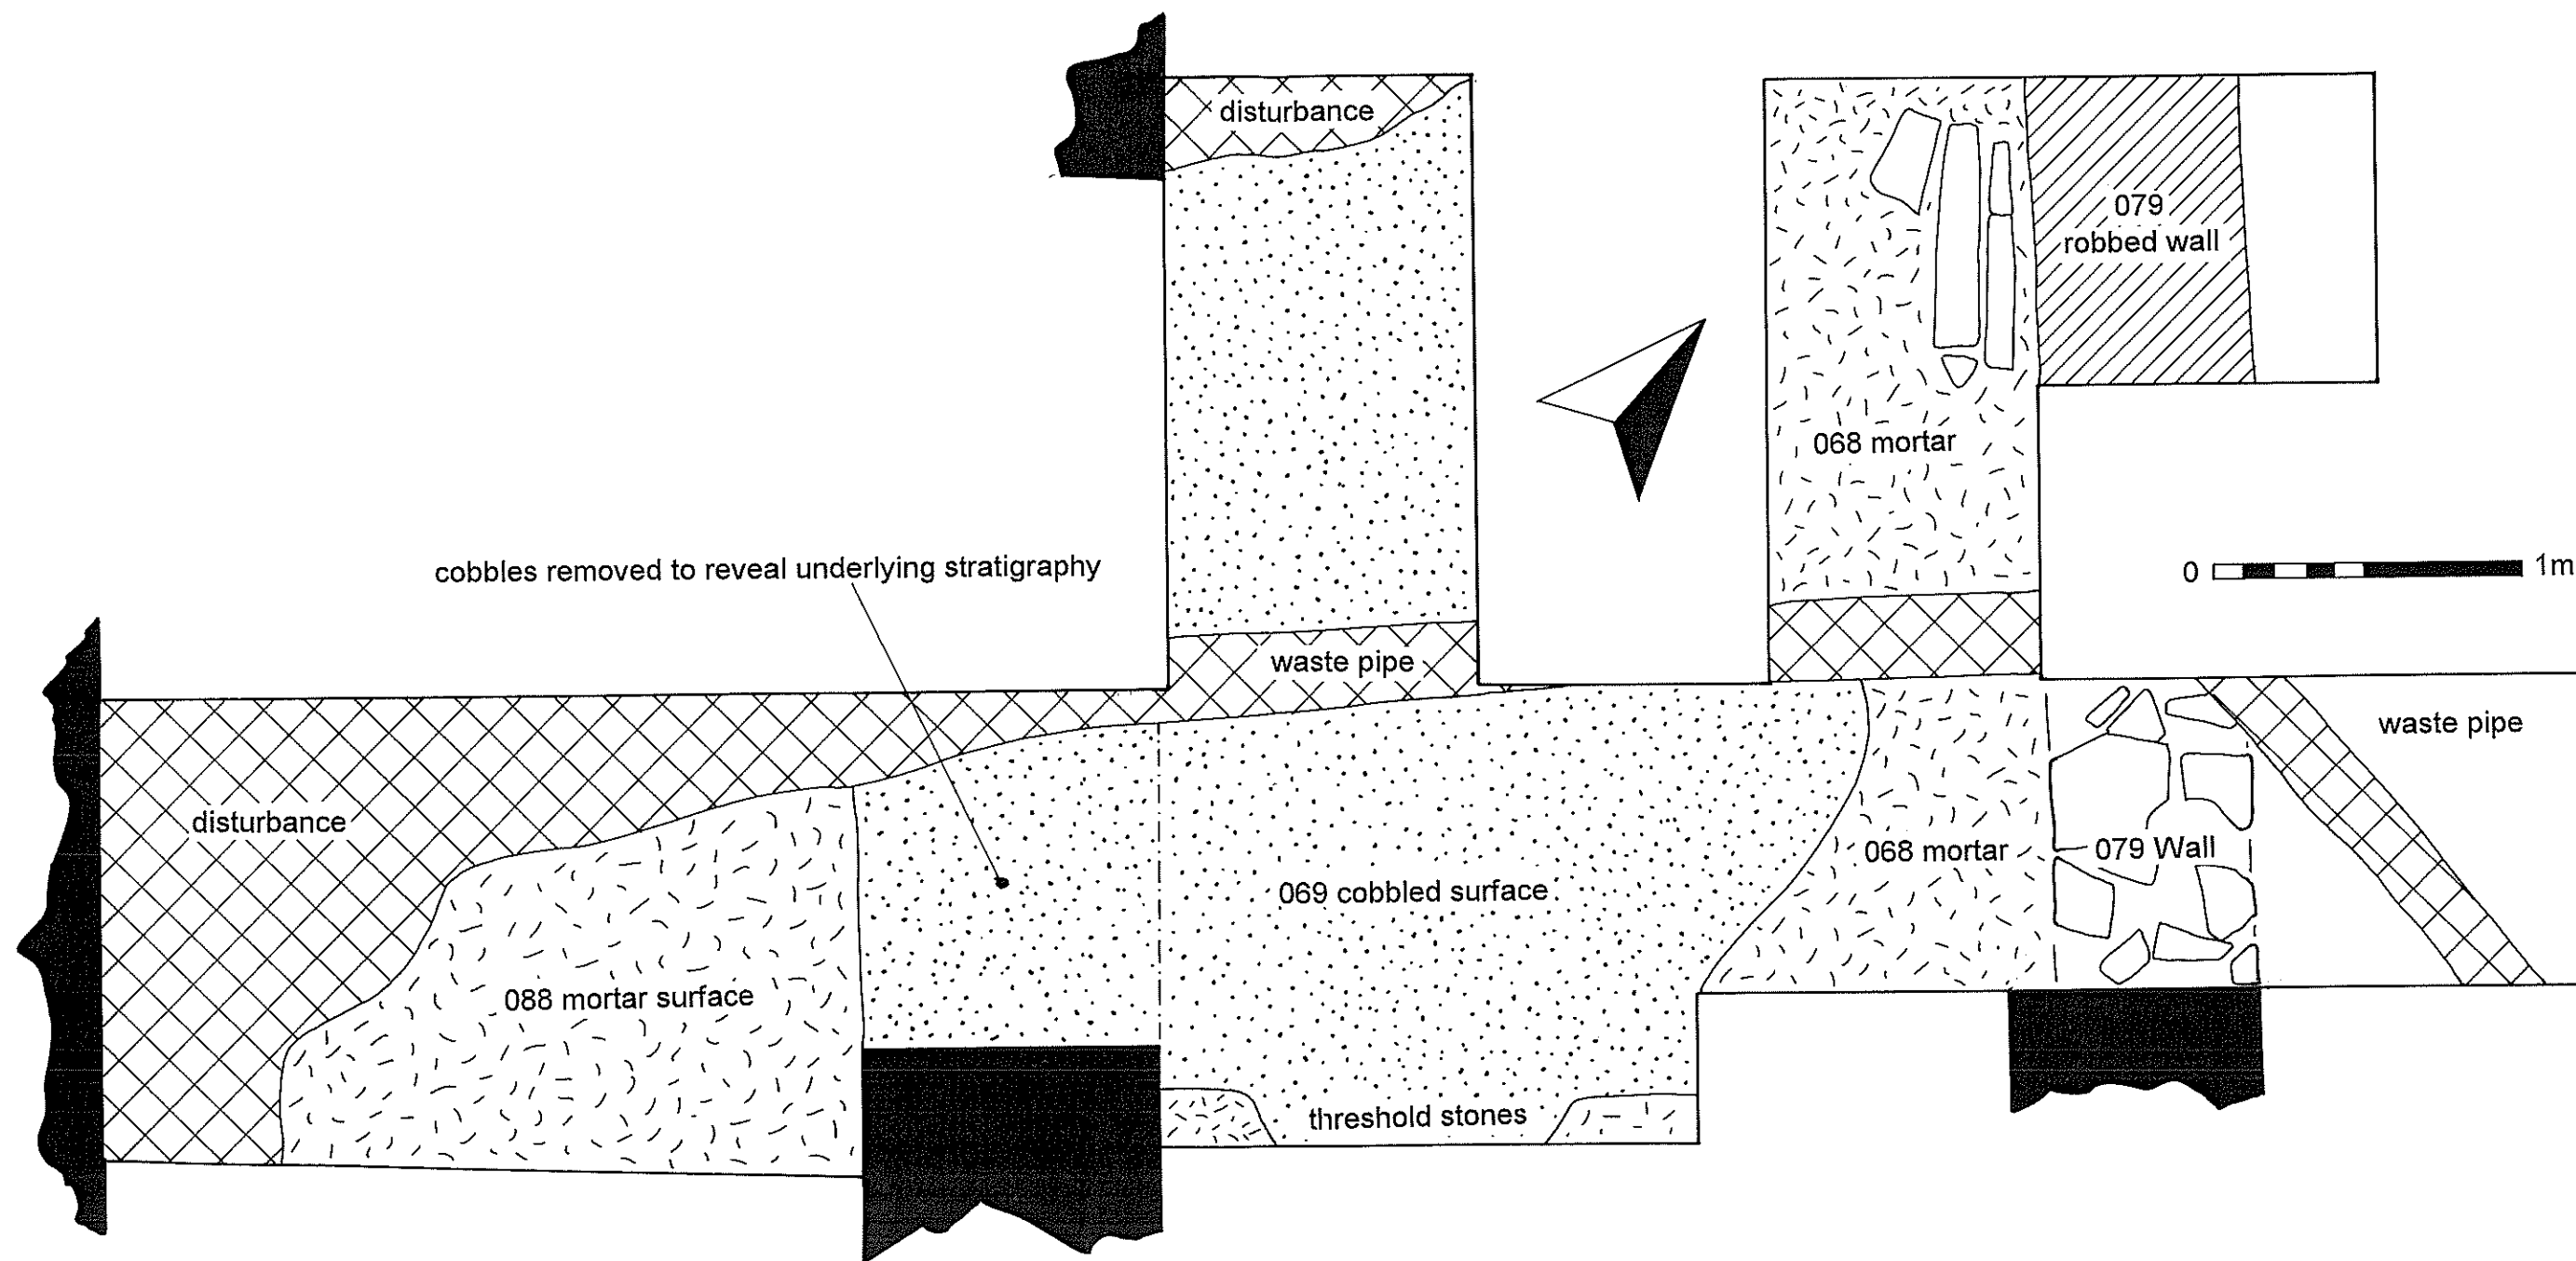 disturbance
079
robbed wall
068 mortar
cobbles removed to reveal underlying stratigraphy
0
1m
waste pipe
waste pipe
disturbance
068 mortar
079 Wall
069 cobbled surface
088 mortar surface
threshold stones